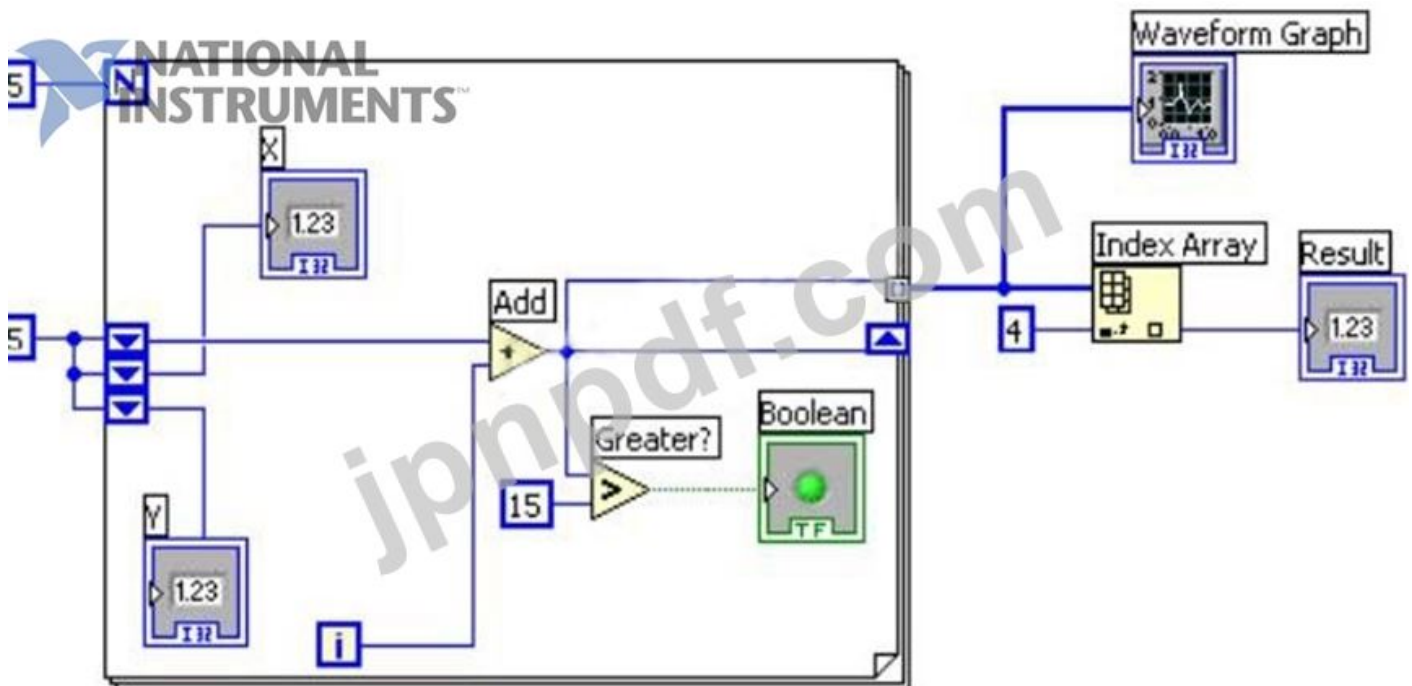 NATIONAL
INSTRUMENTS™
5
N
X
1.23
I32
5
Add
+
Greater?
>
15
Boolean
TF
Y
1.23
I32
i
Waveform Graph
I32
Index Array
4
Result
1.23
I32
jpnpdf.com